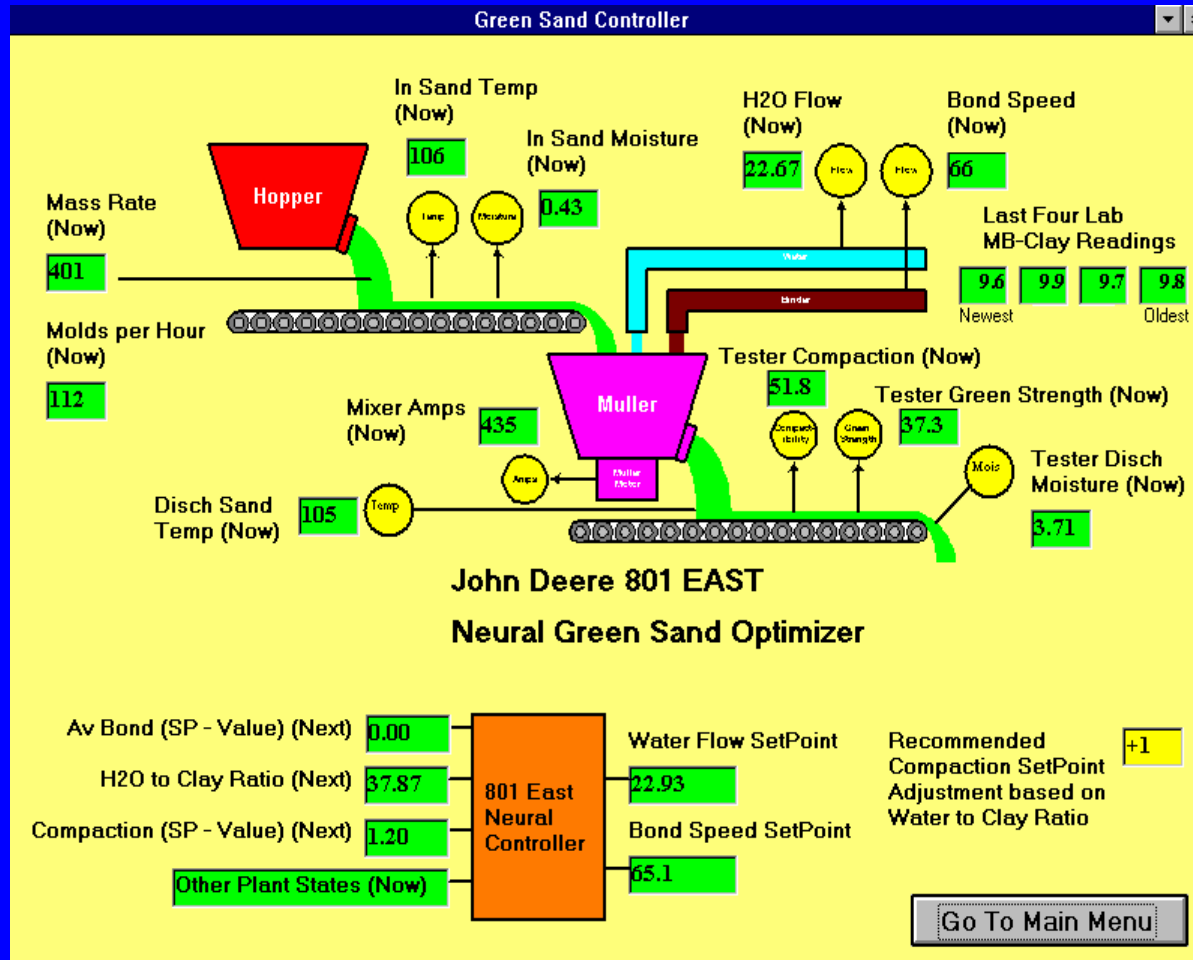 Green Sand Controller
In Sand Temp
(Now)
106
In Sand Moisture
(Now)
0.43
H2O Flow
(Now)
22.67
Flow
Flow
Bond Speed
(Now)
66
Hopper
Temp
Moisture
Mass Rate
(Now)
401
Last Four Lab
MB-Clay Readings
9.6
9.9
9.7
9.8
Newest
Oldest
Water
Binder
Molds per Hour
(Now)
112
Tester Compaction (Now)
51.8
Tester Green Strength (Now)
37.3
Mixer Amps
(Now)
435
Muller
Compact-
ibility
Green
Strength
Mois
Tester Disch
Moisture (Now)
3.71
Amps
Muller
Motor
Disch Sand
Temp (Now)
105
Temp
John Deere 801 EAST
Neural Green Sand Optimizer
Av Bond (SP - Value) (Next)
0.00
H2O to Clay Ratio (Next)
37.87
Compaction (SP - Value) (Next)
1.20
Other Plant States (Now)
801 East
Neural
Controller
Water Flow SetPoint
22.93
Bond Speed SetPoint
65.1
Recommended
Compaction SetPoint
Adjustment based on
Water to Clay Ratio
+1
Go To Main Menu